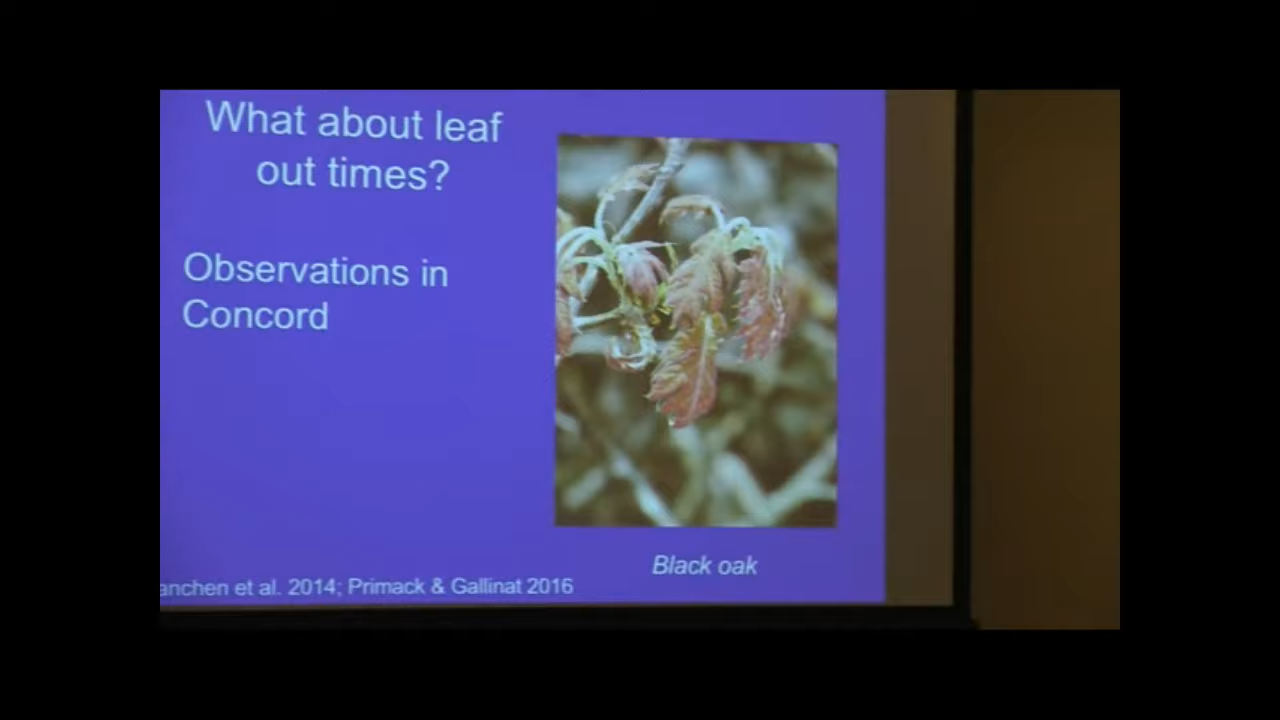 What about leaf
out times?
Observations in
Concord
Black oak
anchen et al. 2014; Primack & Gallinat 2016